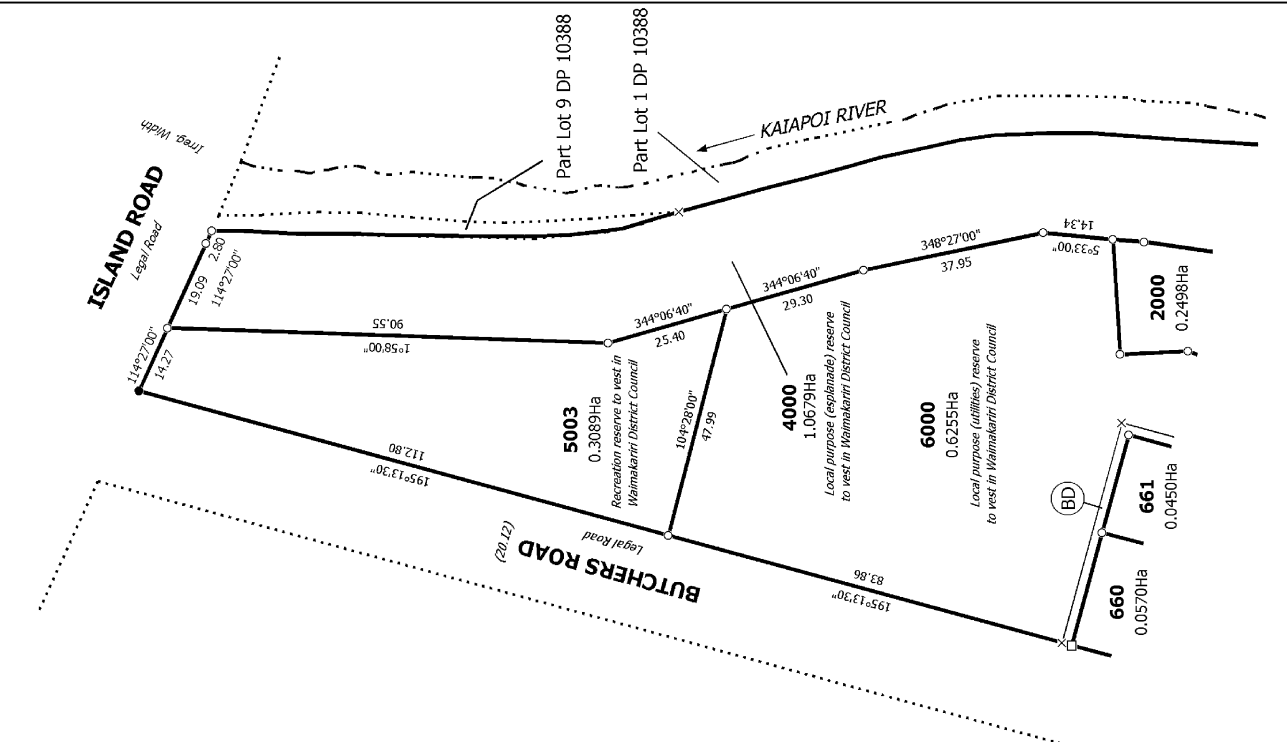 Part Lot 9 DP 10388
Part Lot 1 DP 10388
KAIAPOI RIVER
Irreg. Width
ISLAND ROAD
Legal Road
2.80
19.09
114°27'00"
114°27'00"
14.27
90.55
1°58'00"
344°06'40"
25.40
344°06'40"
29.30
348°27'00"
37.95
14.34
5°33'00"
2000
0.2498Ha
112.80
195°13'30"
5003
0.3089Ha
Recreation reserve to vest in
Waimakariri District Council
104°28'00"
47.99
4000
1.0679Ha
Local purpose (esplanade) reserve
to vest in Waimakariri District Council
6000
0.6255Ha
Local purpose (utilities) reserve
to vest in Waimakariri District Council
BUTCHERS ROAD
Legal Road
(20.12)
83.86
195°13'30"
BD
661
0.0450Ha
660
0.0570Ha